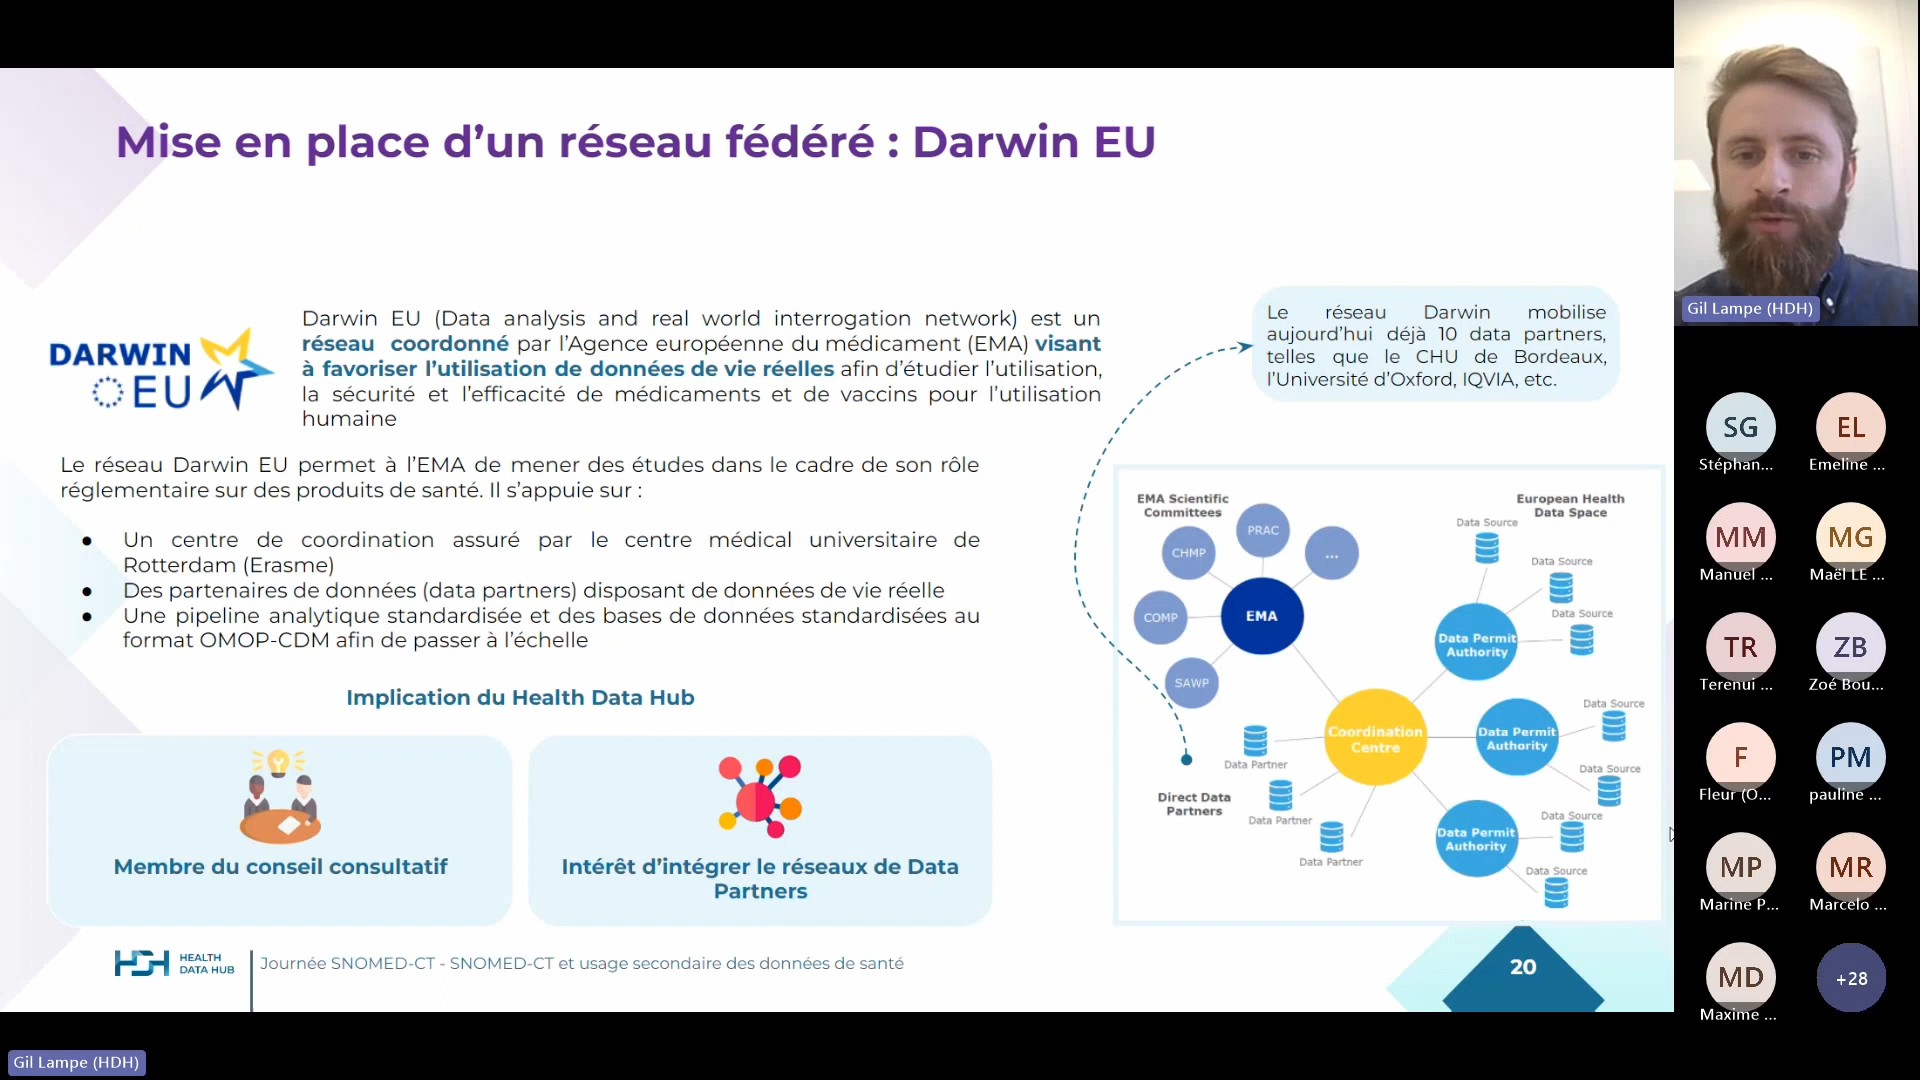 Mise en place d’un réseau fédéré : Darwin EU
DARWIN
EU
Darwin EU (Data analysis and real world interrogation network) est un
réseau coordonné par l’Agence européenne du médicament (EMA) visant
à favoriser l’utilisation de données de vie réelles afin d’étudier l’utilisation,
la sécurité et l’efficacité de médicaments et de vaccins pour l’utilisation
humaine
Le réseau Darwin EU permet à l’EMA de mener des études dans le cadre de son rôle
réglementaire sur des produits de santé. Il s’appuie sur :
● Un centre de coordination assuré par le centre médical universitaire de
Rotterdam (Erasme)
● Des partenaires de données (data partners) disposant de données de vie réelle
● Une pipeline analytique standardisée et des bases de données standardisées au
format OMOP-CDM afin de passer à l’échelle
Implication du Health Data Hub
Membre du conseil consultatif
Intérêt d’intégrer le réseaux de Data
Partners
Le réseau Darwin mobilise
aujourd’hui déjà 10 data partners,
telles que le CHU de Bordeaux,
l’Université d’Oxford, IQVIA, etc.
EMA Scientific
Committees
PRAC
CHMP
...
COMP
EMA
SAWP
European Health
Data Space
Data Source
Data Source
Data Source
Data Permit
Authority
Coordination
Centre
Data Permit
Authority
Data Source
Data Source
Data Permit
Authority
Data Source
Data Source
Data Partner
Data Partner
Data Partner
Direct Data
Partners
HDH
HEALTH
DATA HUB
Journée SNOMED-CT - SNOMED-CT et usage secondaire des données de santé
20
Gil Lampe (HDH)
SG
Stéphan...
EL
Emeline ...
MM
Manuel ...
MG
Maël LE ...
TR
Terenui ...
ZB
Zoé Bou...
F
Fleur (O...
PM
pauline ...
MP
Marine P...
MR
Marcelo ...
MD
Maxime ...
+28
Gil Lampe (HDH)